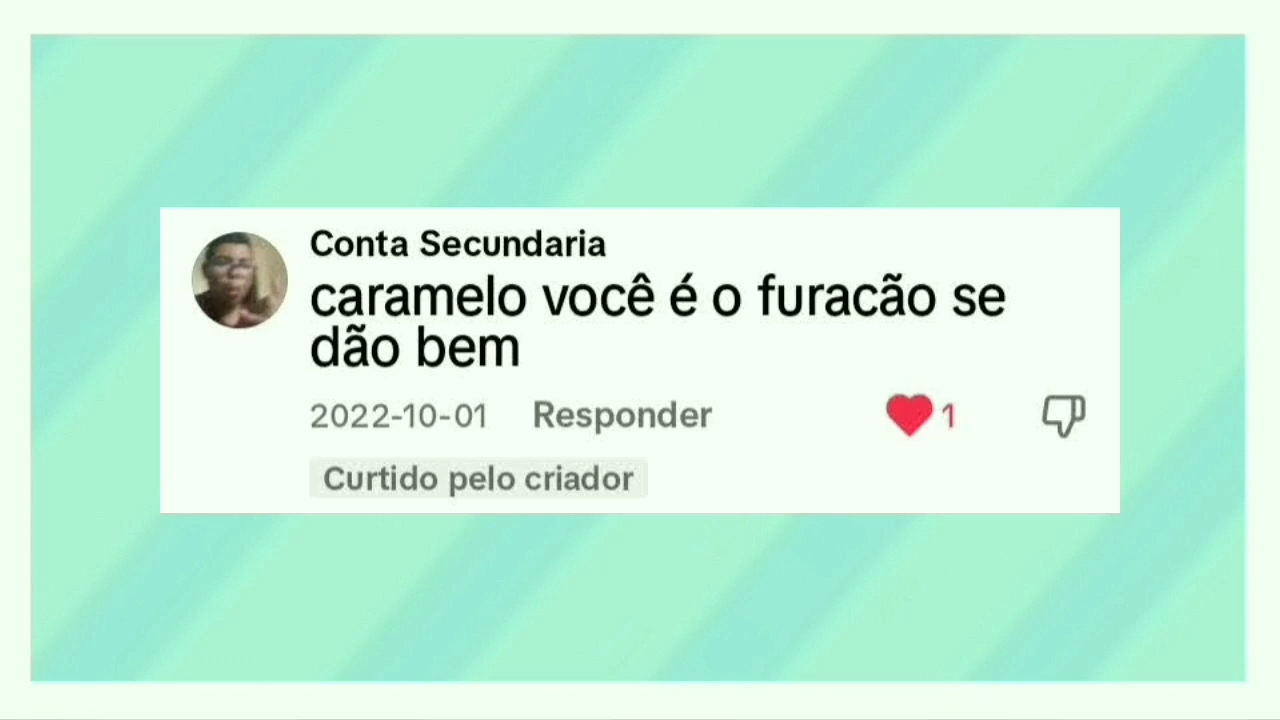 Conta Secundaria
caramelo você é o furacão se
dão bem
2022-10-01 Responder 1
Curtido pelo criador